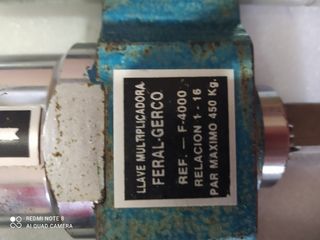 LLAVE MULTIPLICADORA
FERAL-GERCO
REF. — F-4000
RELACION 1 - 16
PAR MAXIMO 450 Kg.
REDMI NOTE 8
AI QUAD CAMERA